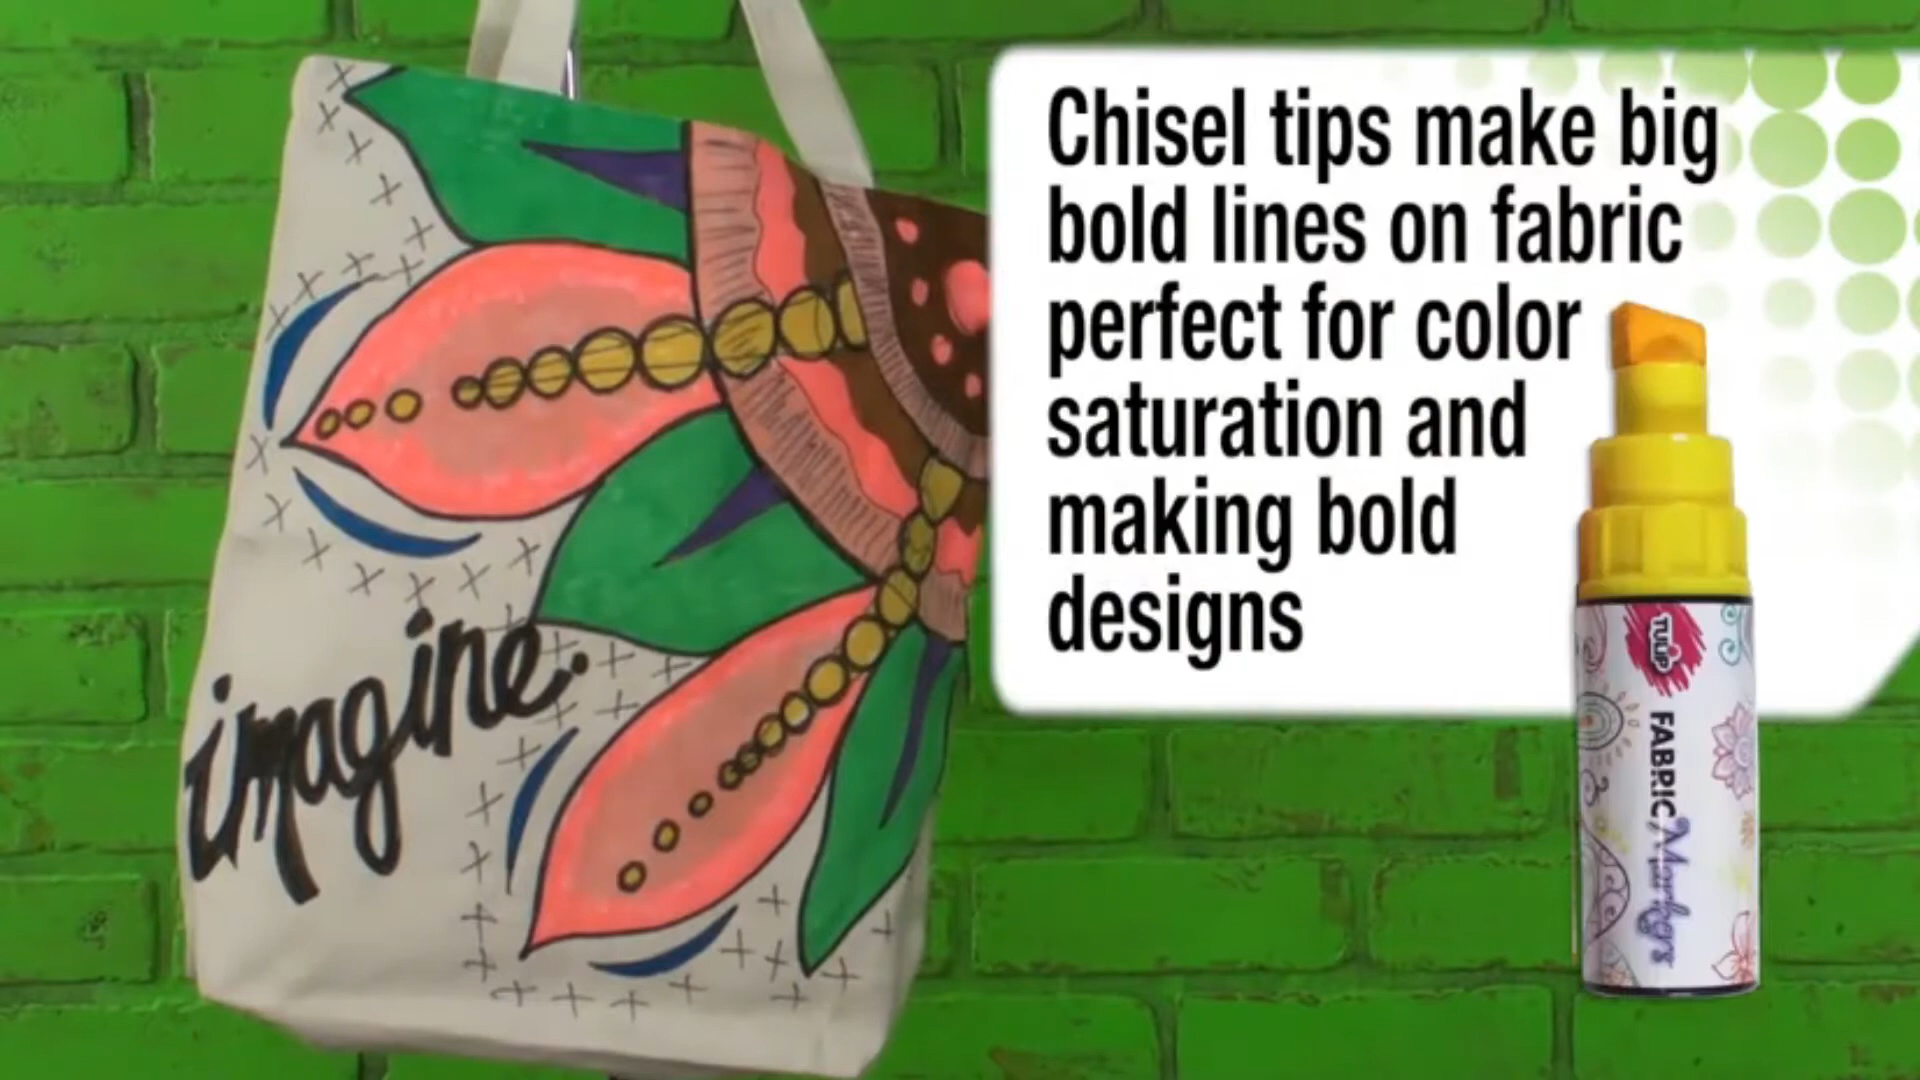 Chisel tips make big
bold lines on fabric
perfect for color
saturation and
making bold
designs
imagine.
TULIP
FABRIC Markers